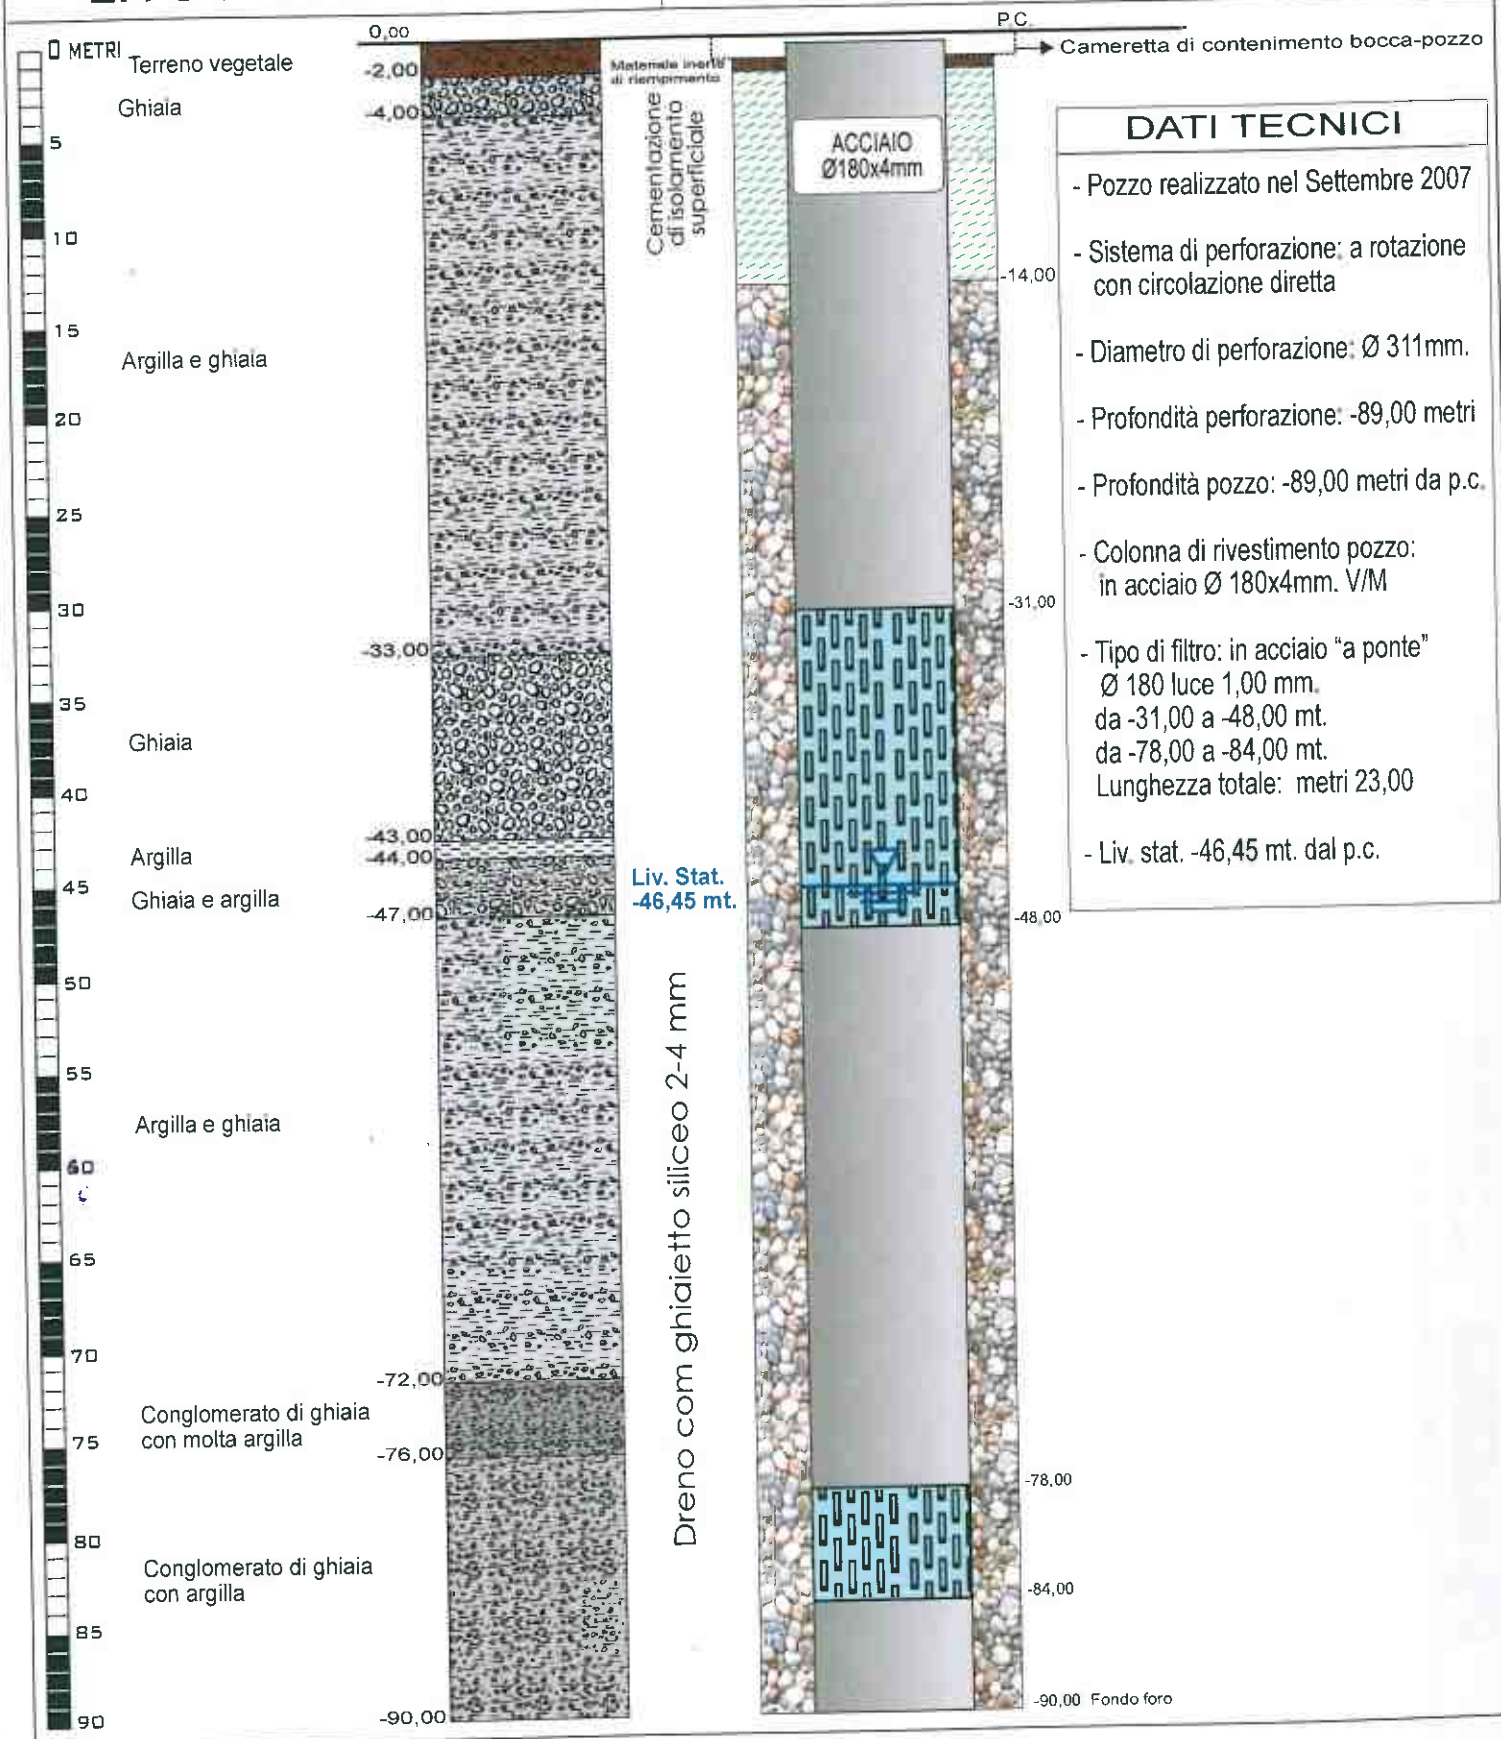 P.C.
0,00
0 METRI
Cameretta di contenimento bocca-pozzo
Terreno vegetale
-2,00
Materiale inerte
di riempimento
Ghiaia
-4,00
Cementazione
di isolamento
superficiale
ACCIAIO
Ø180x4mm
5
10
-14,00
15
Argilla e ghiaia
20
25
30
-31,00
-33,00
35
Ghiaia
40
-43,00
Argilla
-44,00
45
Ghiaia e argilla
-47,00
Liv. Stat.
-46,45 mt.
-48,00
50
55
Argilla e ghiaia
60
65
Dreno com ghiaietto siliceo 2-4 mm
70
-72,00
Conglomerato di ghiaia
con molta argilla
75
-76,00
-78,00
80
Conglomerato di ghiaia
con argilla
-84,00
85
90
-90,00
-90,00 Fondo foro
DATI TECNICI
- Pozzo realizzato nel Settembre 2007
- Sistema di perforazione: a rotazione
con circolazione diretta
- Diametro di perforazione: Ø 311mm.
- Profondità perforazione: -89,00 metri
- Profondità pozzo: -89,00 metri da p.c.
- Colonna di rivestimento pozzo:
in acciaio Ø 180x4mm. V/M
- Tipo di filtro: in acciaio “a ponte”
Ø 180 luce 1,00 mm.
da -31,00 a -48,00 mt.
da -78,00 a -84,00 mt.
Lunghezza totale: metri 23,00
- Liv. stat. -46,45 mt. dal p.c.